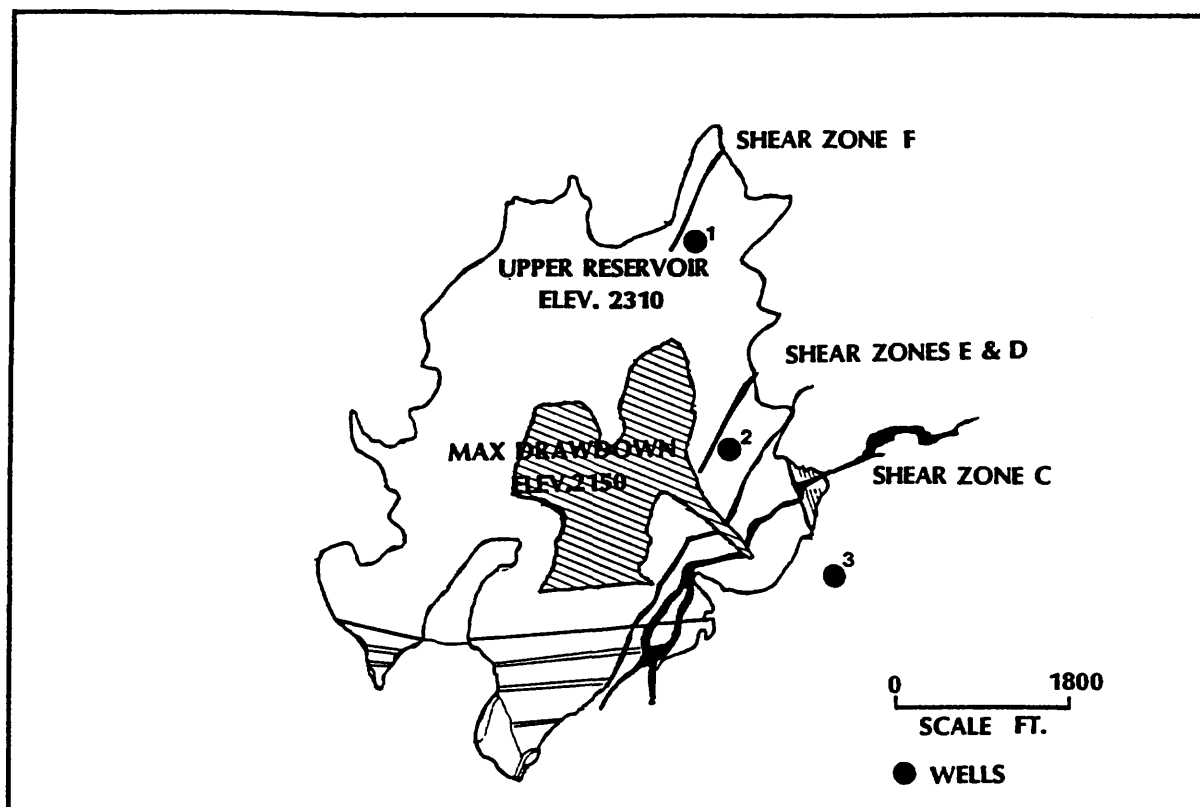 SHEAR ZONE F
1
UPPER RESERVOIR
ELEV. 2310
SHEAR ZONES E & D
2
MAX DRAWDOWN
ELEV. 2150
SHEAR ZONE C
3
0 1800
SCALE FT.
WELLS